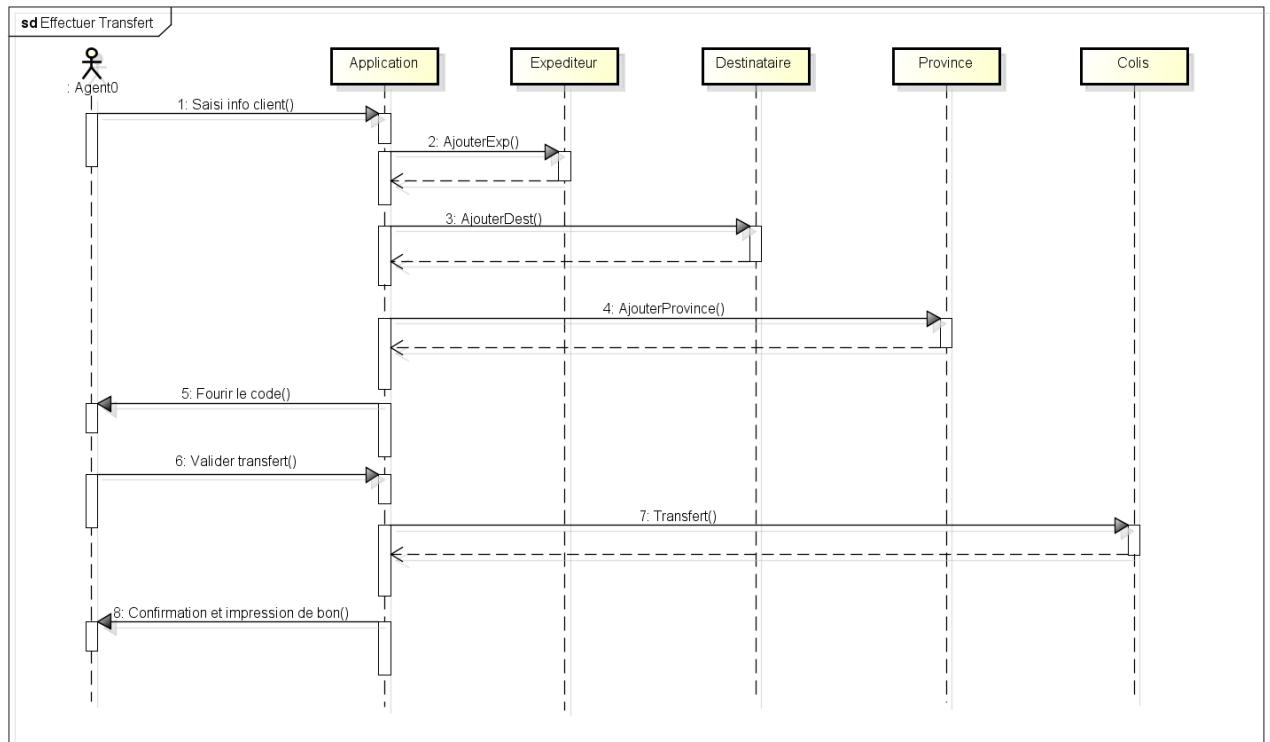 sd Effectuer Transfert
: Agent0
Application
Expediteur
Destinataire
Province
Colis
1: Saisi info client()
2: AjouterExp()
3: AjouterDest()
4: AjouterProvince()
5: Fourir le code()
6: Valider transfert()
7: Transfert()
8: Confirmation et impression de bon()